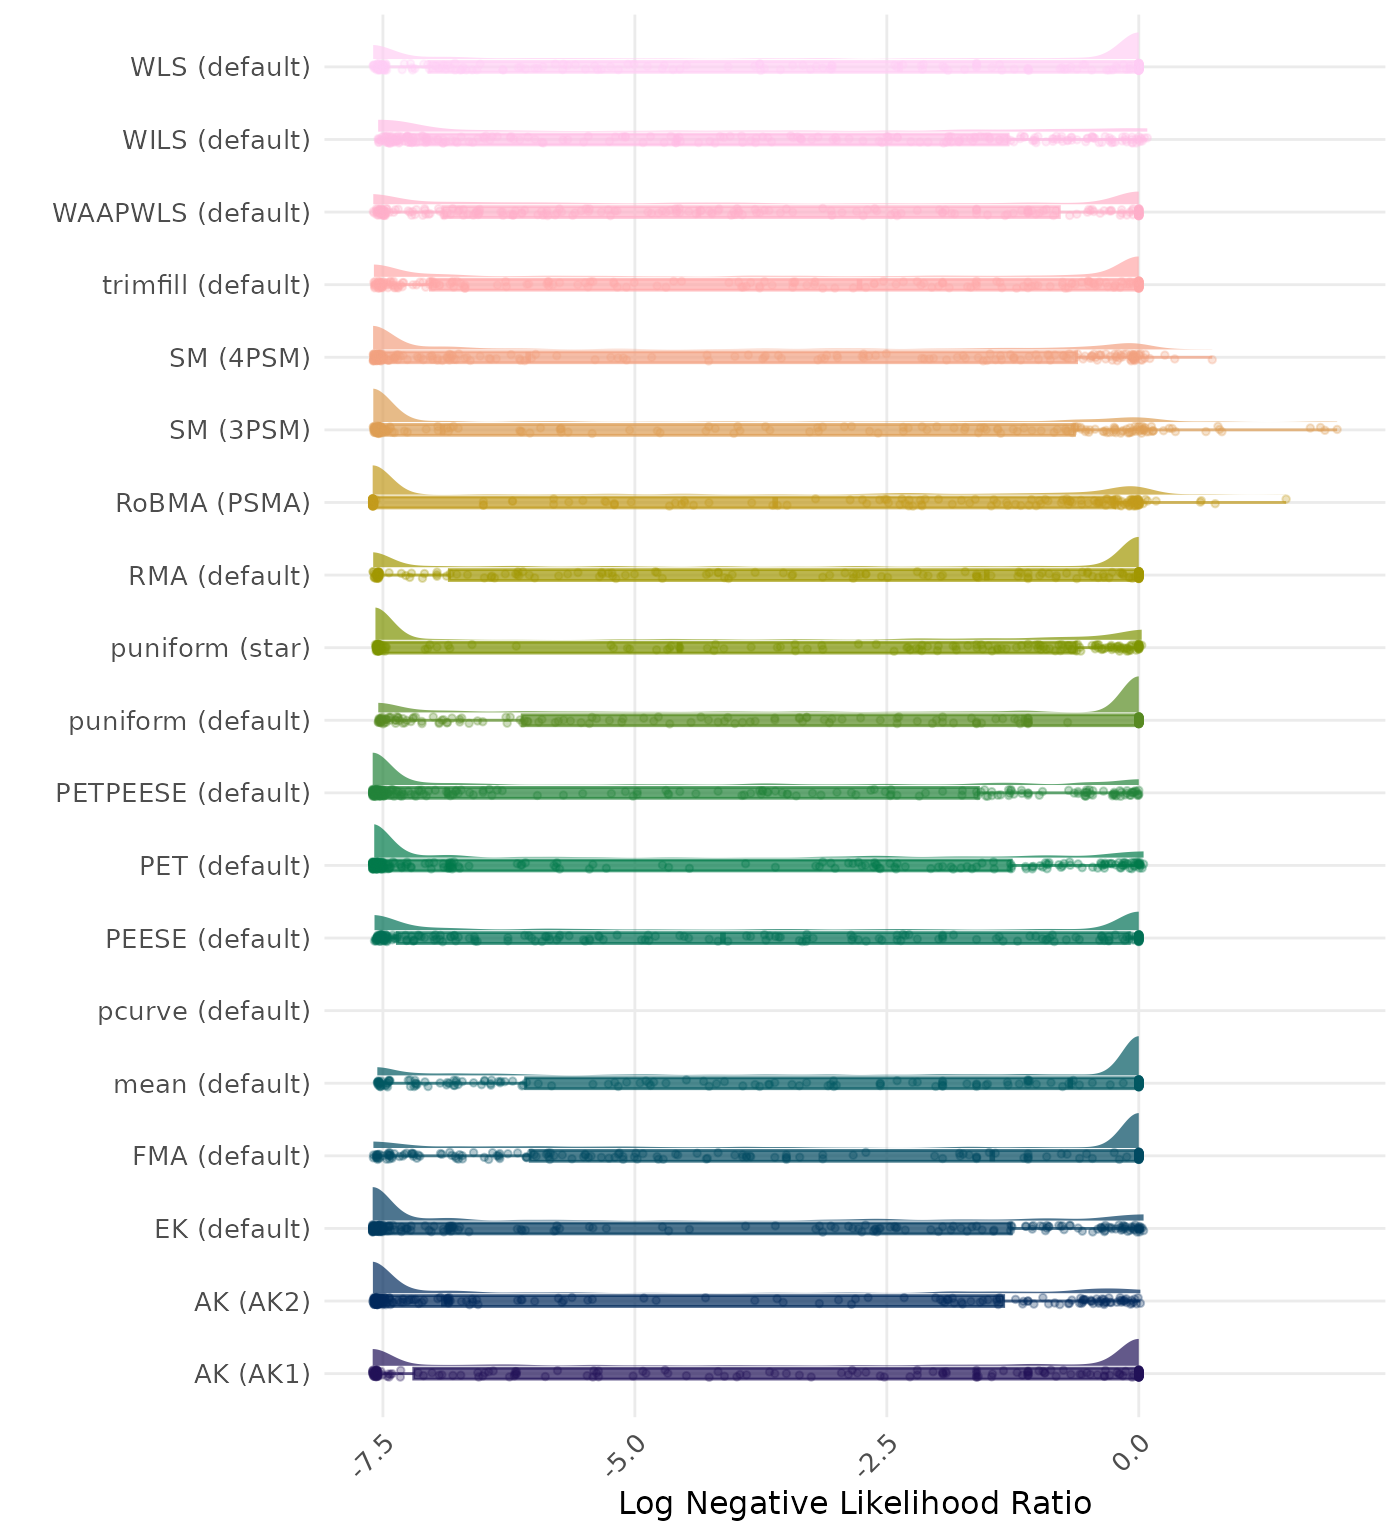 WLS (default)
WILS (default)
WAAPWLS (default)
trimfill (default)
SM (4PSM)
SM (3PSM)
RoBMA (PSMA)
RMA (default)
puniform (star)
puniform (default)
PETPEESE (default)
PET (default)
PEESE (default)
pcurve (default)
mean (default)
FMA (default)
EK (default)
AK (AK2)
AK (AK1)
-7.5 -5.0 -2.5 0.0
Log Negative Likelihood Ratio